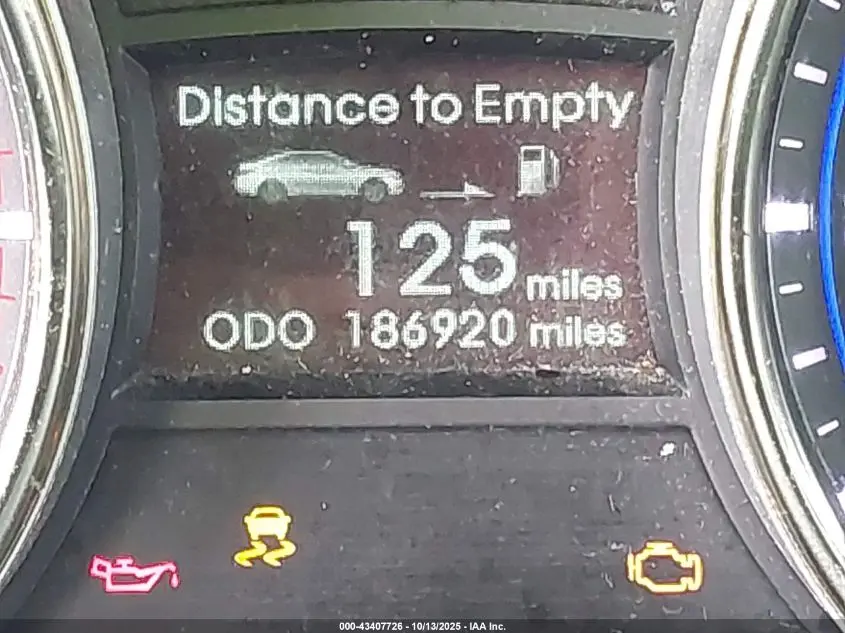 Distance to Empty
125 miles
ODO 186920 miles
000-43407726 - 10/13/2025 - IAA Inc.